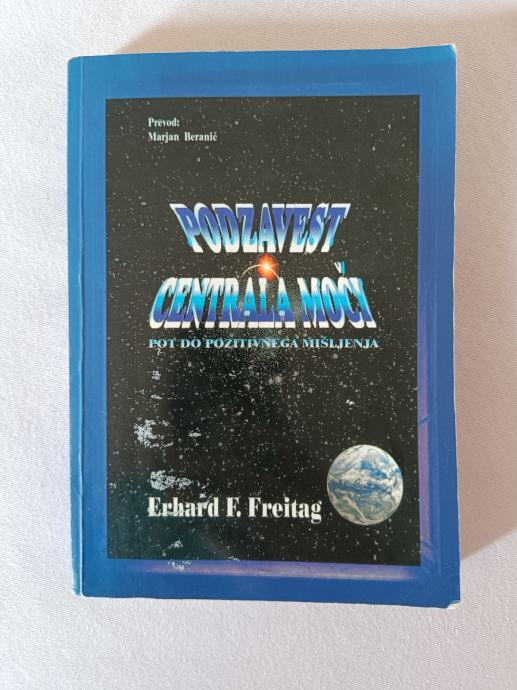 Prevod:
Marjan Beranič
PODZAVEST
CENTRALA MOČI
POT DO POZITIVNEGA MIŠLJENJA
Erhard F. Freitag